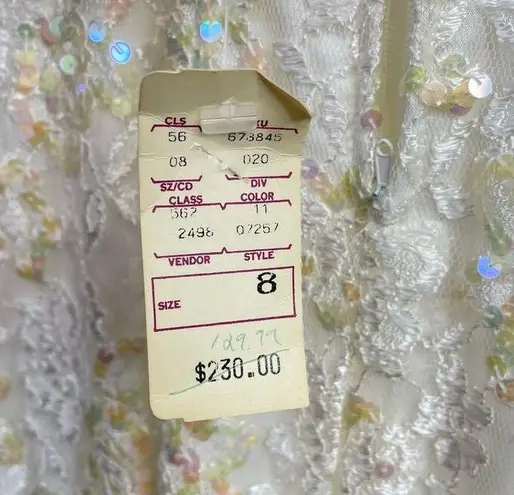 CLS
56 673845
08 020
SZ/CD DIV
CLASS COLOR
562 11
2498 07257
VENDOR STYLE
SIZE 8
129.99
$230.00